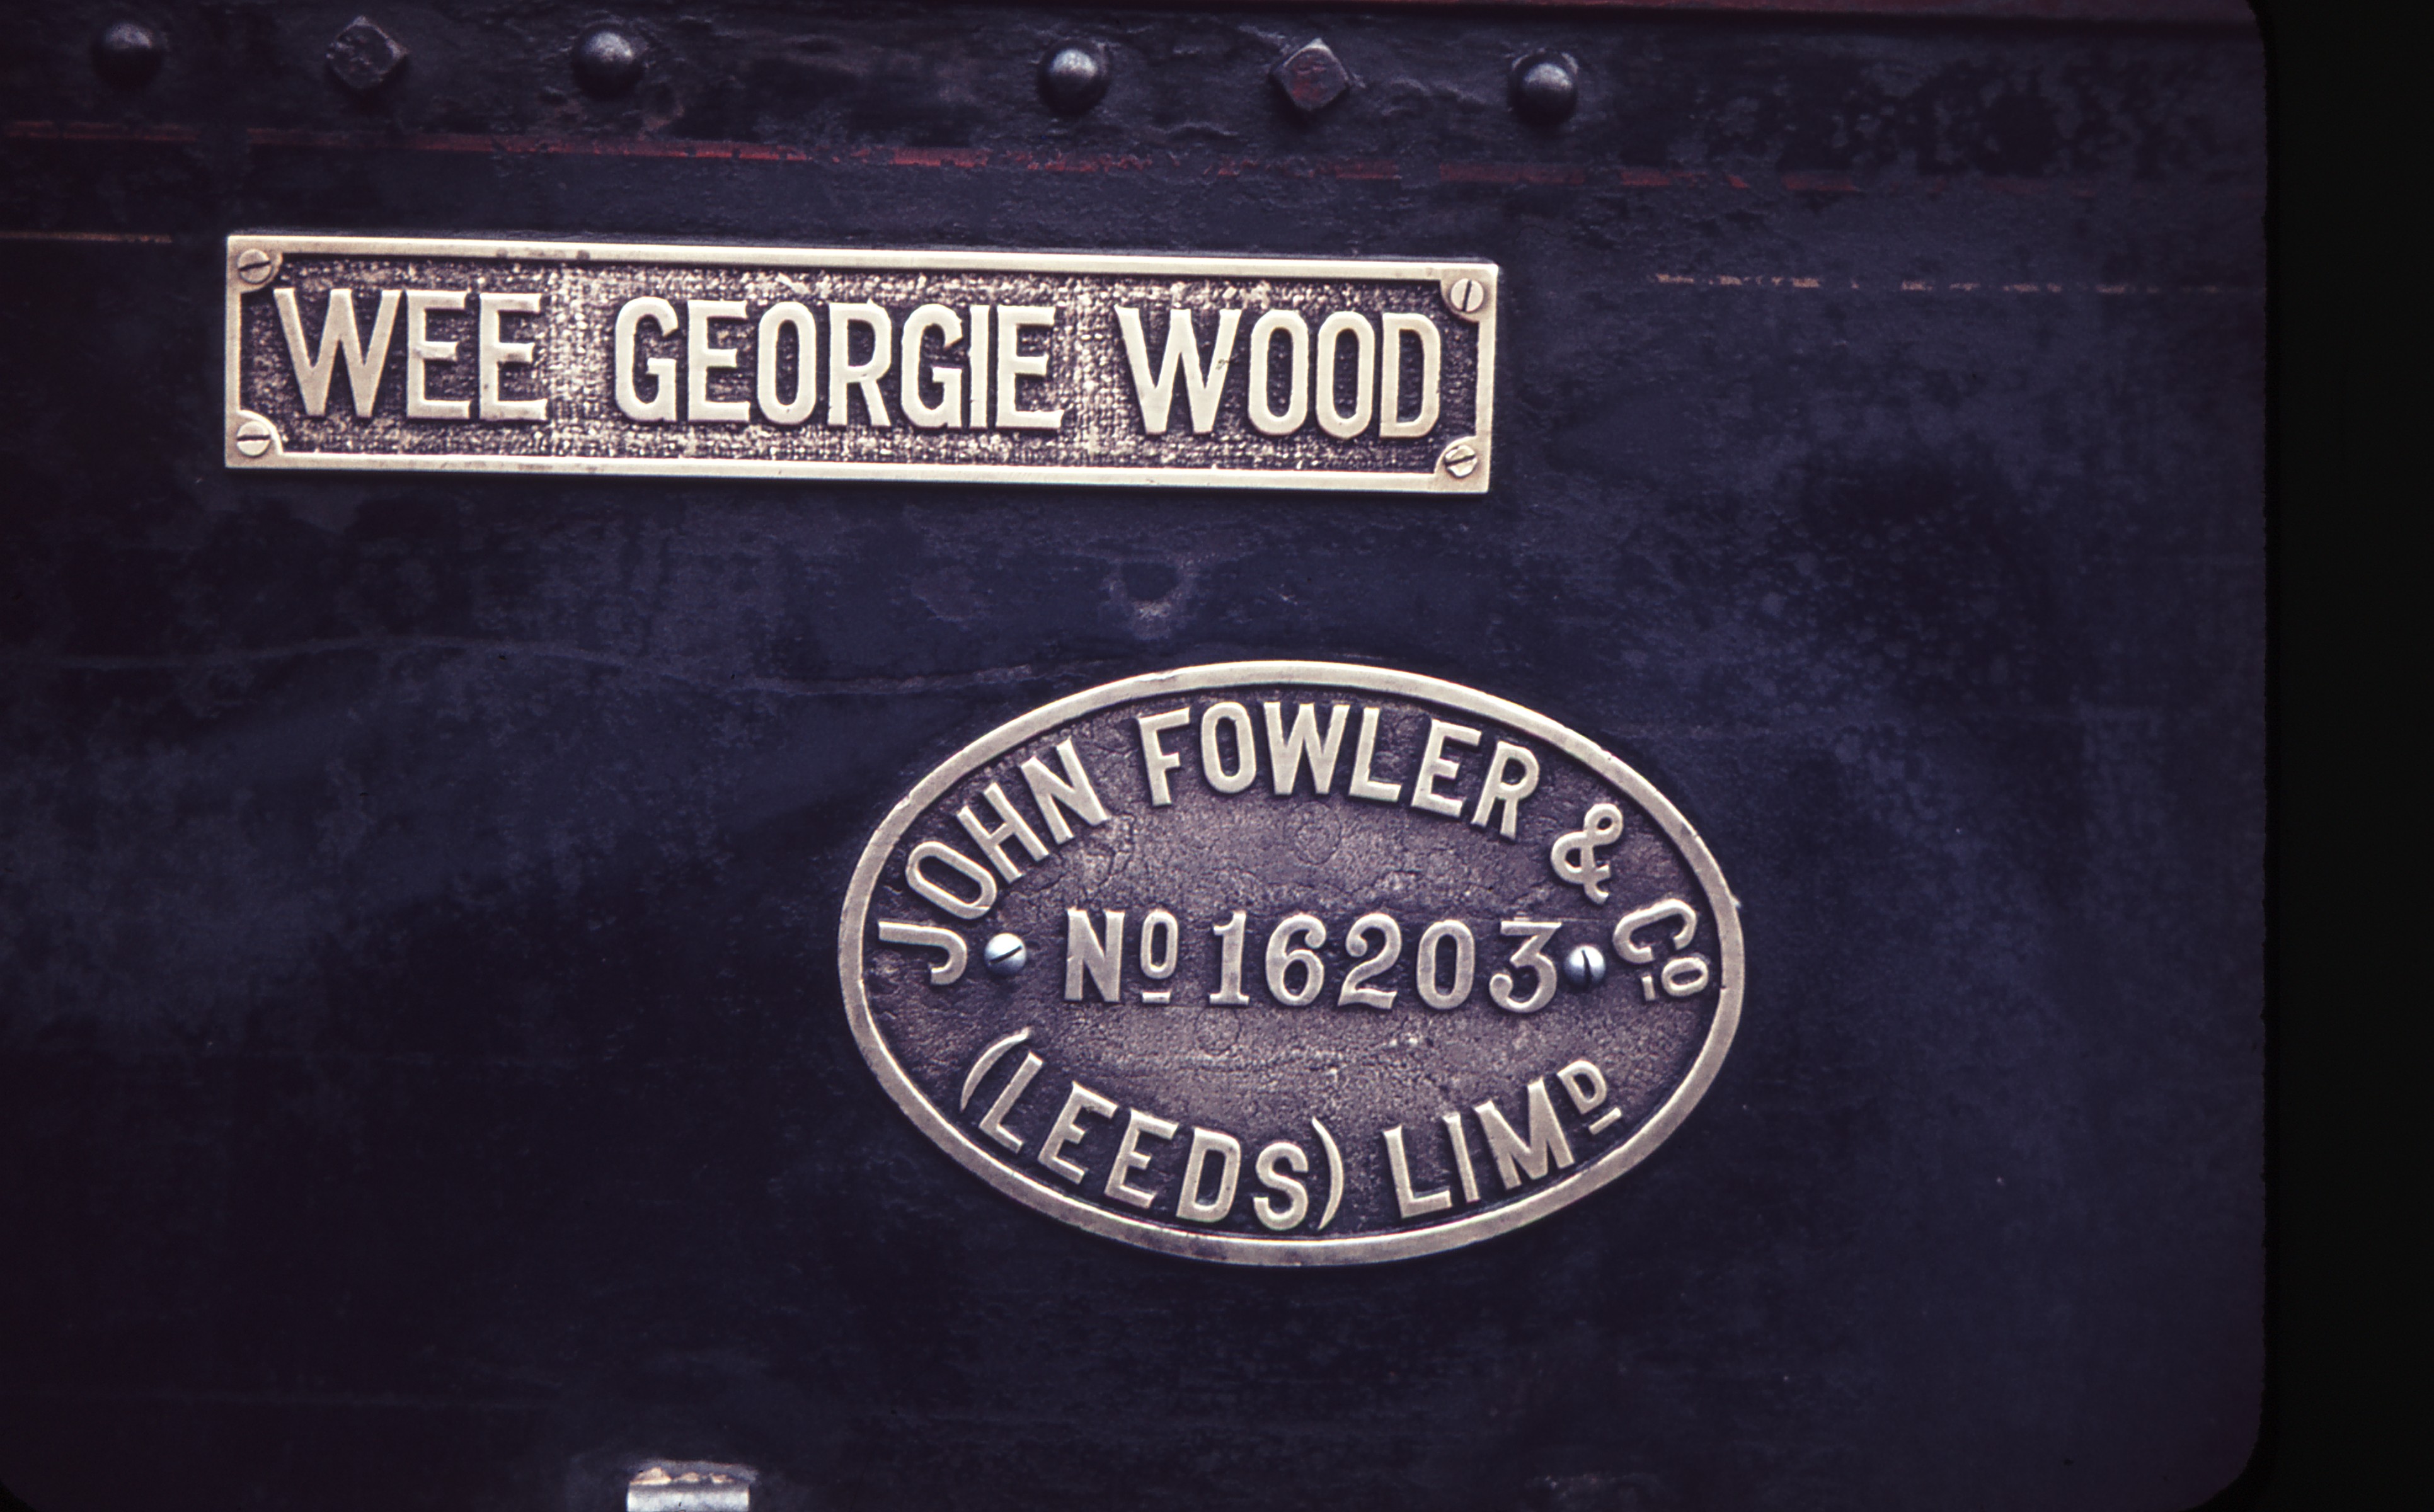 WEE GEORGIE WOOD
JOHN FOWLER & Cº
Nº 16203
(LEEDS) LIMᴰ